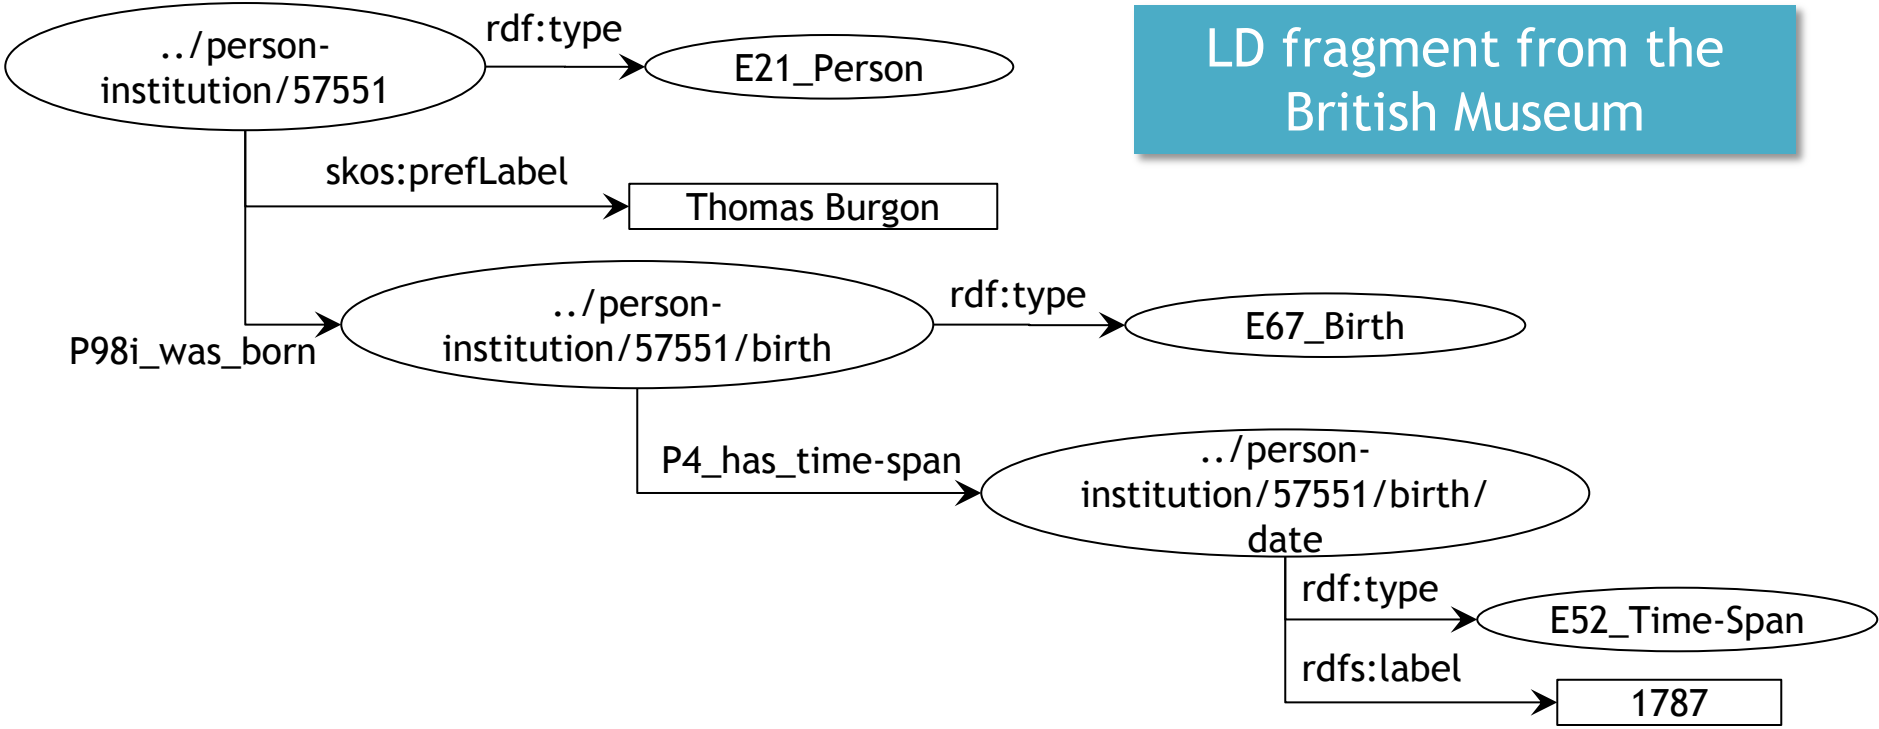 ../person-
institution/57551
rdf:type
E21_Person
LD fragment from the
British Museum
skos:prefLabel
Thomas Burgon
P98i_was_born
../person-
institution/57551/birth
rdf:type
E67_Birth
P4_has_time-span
../person-
institution/57551/birth/
date
rdf:type
E52_Time-Span
rdfs:label
1787